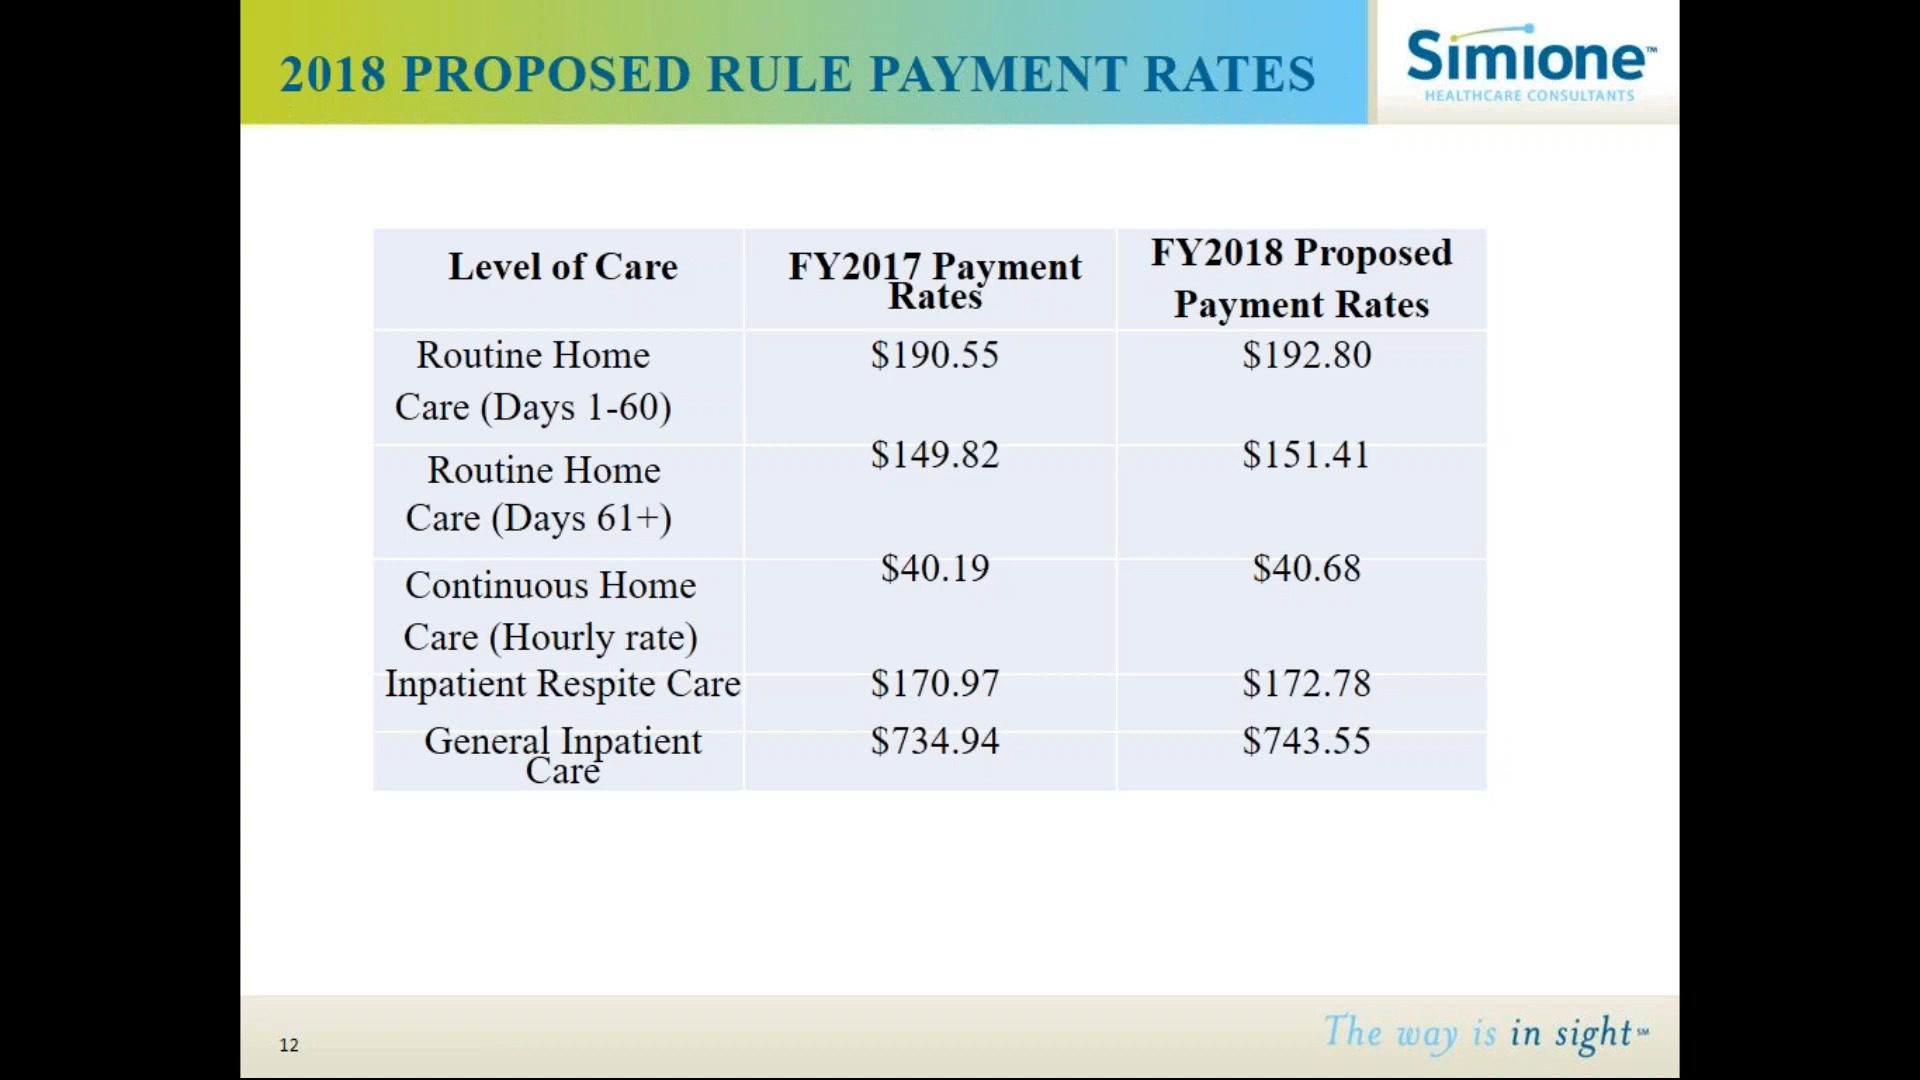 2018 PROPOSED RULE PAYMENT RATES
Simione™
HEALTHCARE CONSULTANTS
Level of Care
FY2017 Payment
Rates
FY2018 Proposed
Payment Rates
Routine Home
Care (Days 1-60)
$190.55
$192.80
Routine Home
Care (Days 61+)
$149.82
$151.41
Continuous Home
Care (Hourly rate)
$40.19
$40.68
Inpatient Respite Care
$170.97
$172.78
General Inpatient
Care
$734.94
$743.55
12
The way is in sight℠